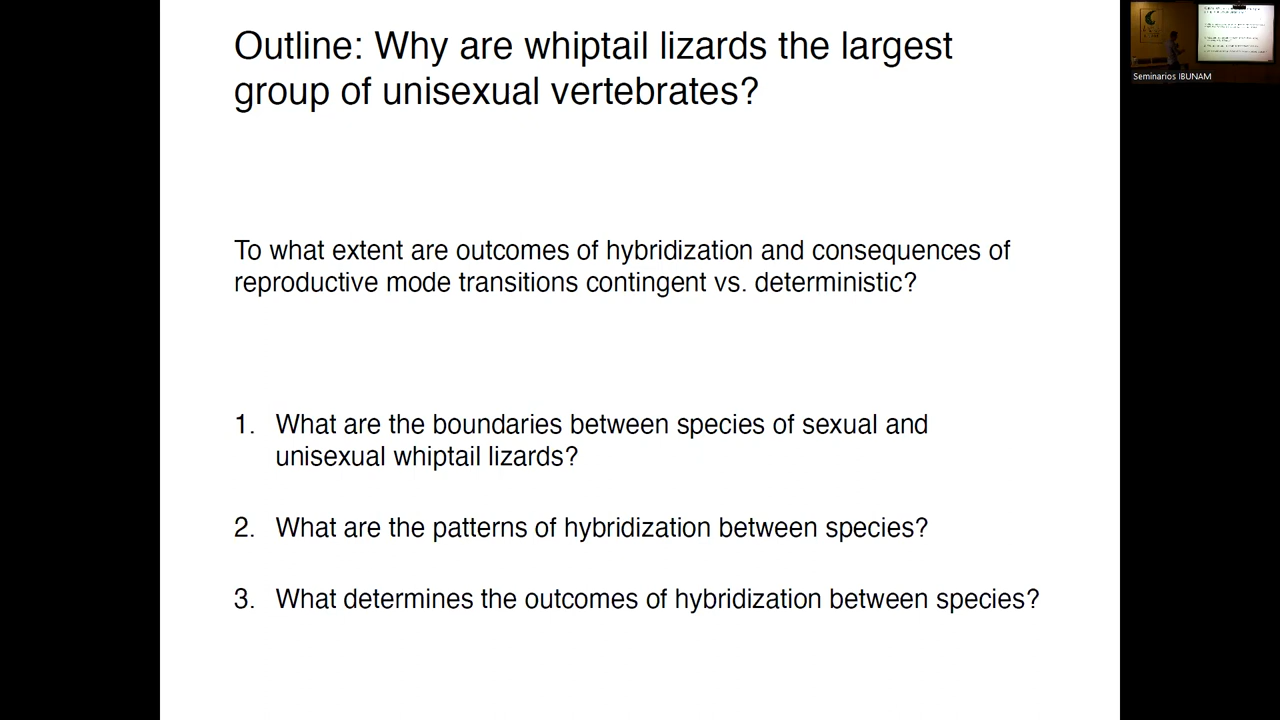 Outline: Why are whiptail lizards the largest
group of unisexual vertebrates?
To what extent are outcomes of hybridization and consequences of
reproductive mode transitions contingent vs. deterministic?
1. What are the boundaries between species of sexual and
unisexual whiptail lizards?
2. What are the patterns of hybridization between species?
3. What determines the outcomes of hybridization between species?
Seminarios IBUNAM